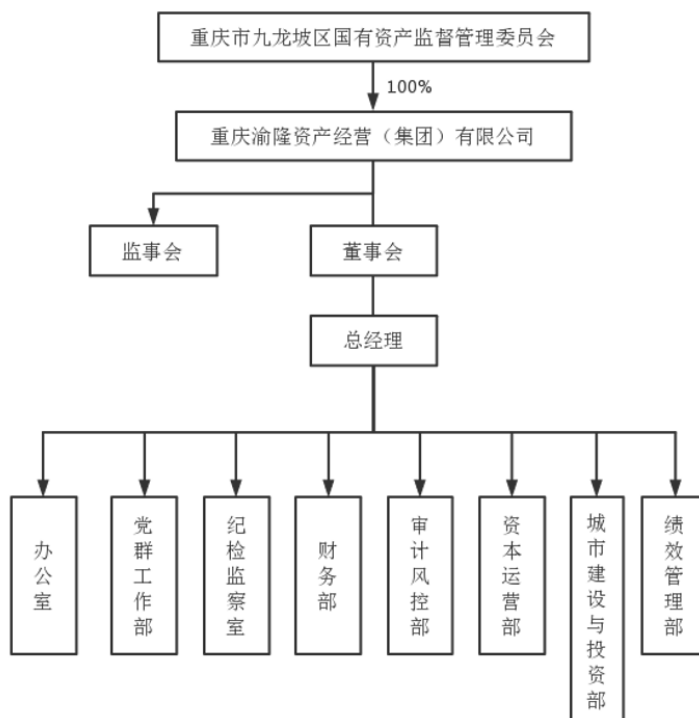 重庆市九龙坡区国有资产监督管理委员会
100%
重庆渝隆资产经营（集团）有限公司
监事会
董事会
总经理
办公室
党群工作部
纪检监察室
财务部
审计风控部
资本运营部
城市建设与投资部
绩效管理部